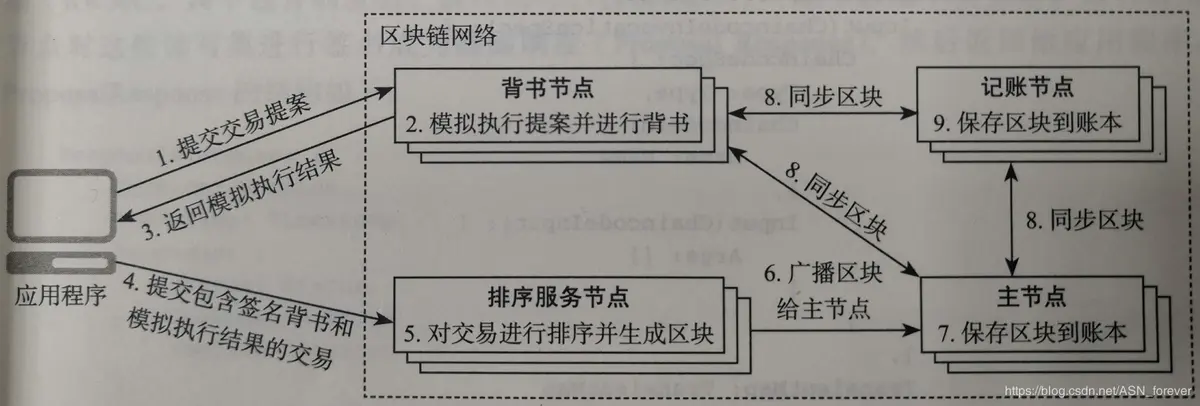 区块链网络
背书节点
2. 模拟执行提案并进行背书
8. 同步区块
记账节点
9. 保存区块到账本
1. 提交交易提案
3. 返回模拟执行结果
8. 同步区块
8. 同步区块
应用程序
4. 提交包含签名背书和
模拟执行结果的交易
排序服务节点
5. 对交易进行排序并生成区块
6. 广播区块
给主节点
主节点
7. 保存区块到账本
https://blog.csdn.net/ASN_forever